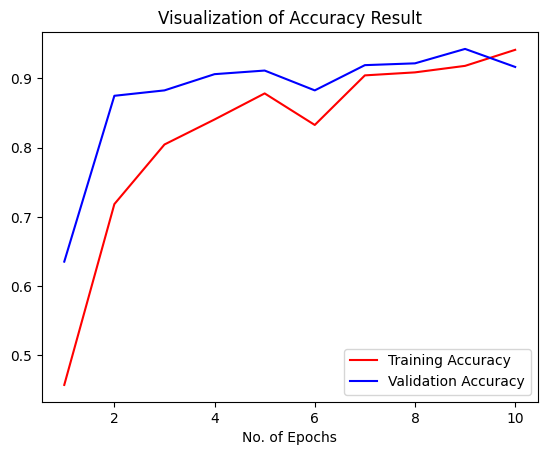 Visualization of Accuracy Result
0.9
0.8
0.7
0.6
0.5
2 4 6 8 10
No. of Epochs
Training Accuracy
Validation Accuracy